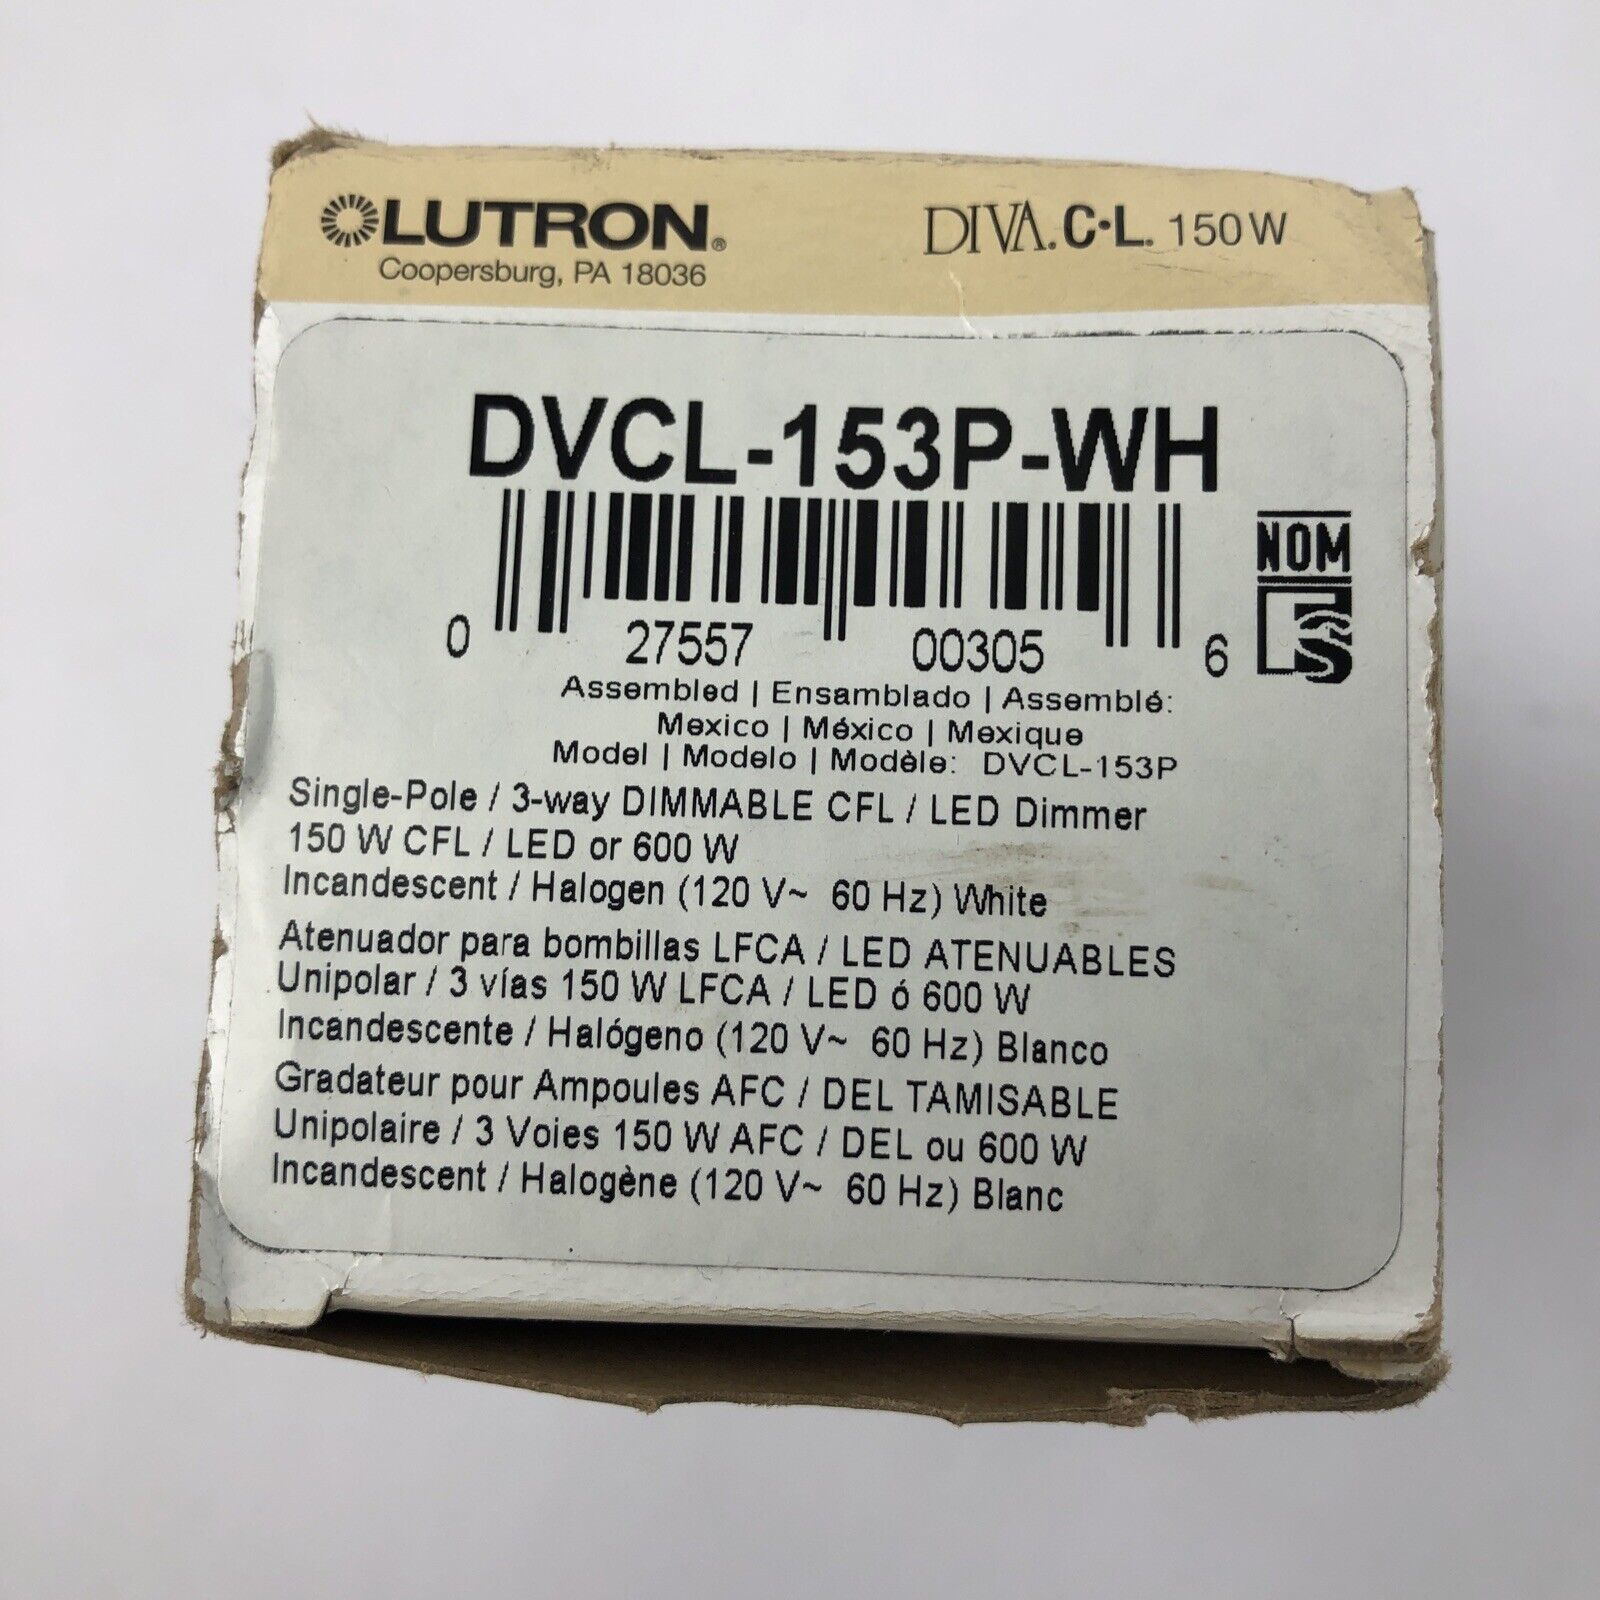 LUTRON®
Coopersburg, PA 18036
DIVA. C•L. 150 W
DVCL-153P-WH
0 27557 00305 6
NOM
Assembled | Ensamblado | Assemblé:
Mexico | México | Mexique
Model | Modelo | Modèle: DVCL-153P
Single-Pole / 3-way DIMMABLE CFL / LED Dimmer
150 W CFL / LED or 600 W
Incandescent / Halogen (120 V~ 60 Hz) White
Atenuador para bombillas LFCA / LED ATENUABLES
Unipolar / 3 vías 150 W LFCA / LED ó 600 W
Incandescente / Halógeno (120 V~ 60 Hz) Blanco
Gradateur pour Ampoules AFC / DEL TAMISABLE
Unipolaire / 3 Voies 150 W AFC / DEL ou 600 W
Incandescent / Halogène (120 V~ 60 Hz) Blanc